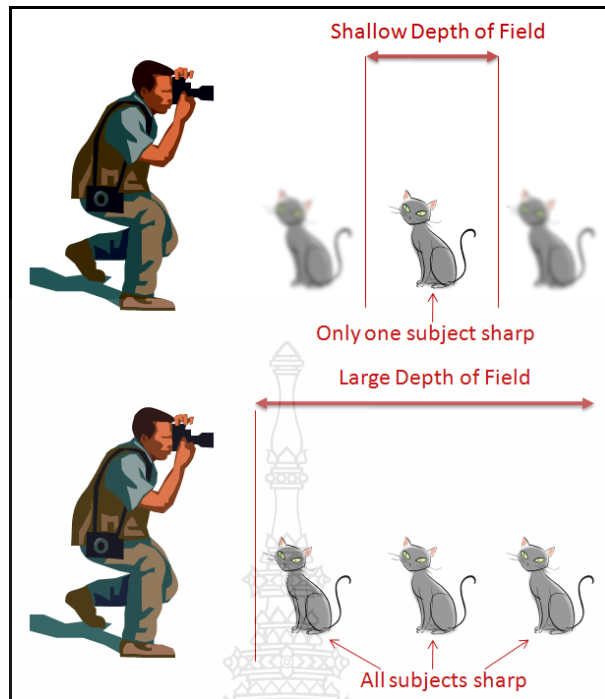 Shallow Depth of Field
Only one subject sharp
Large Depth of Field
All subjects sharp